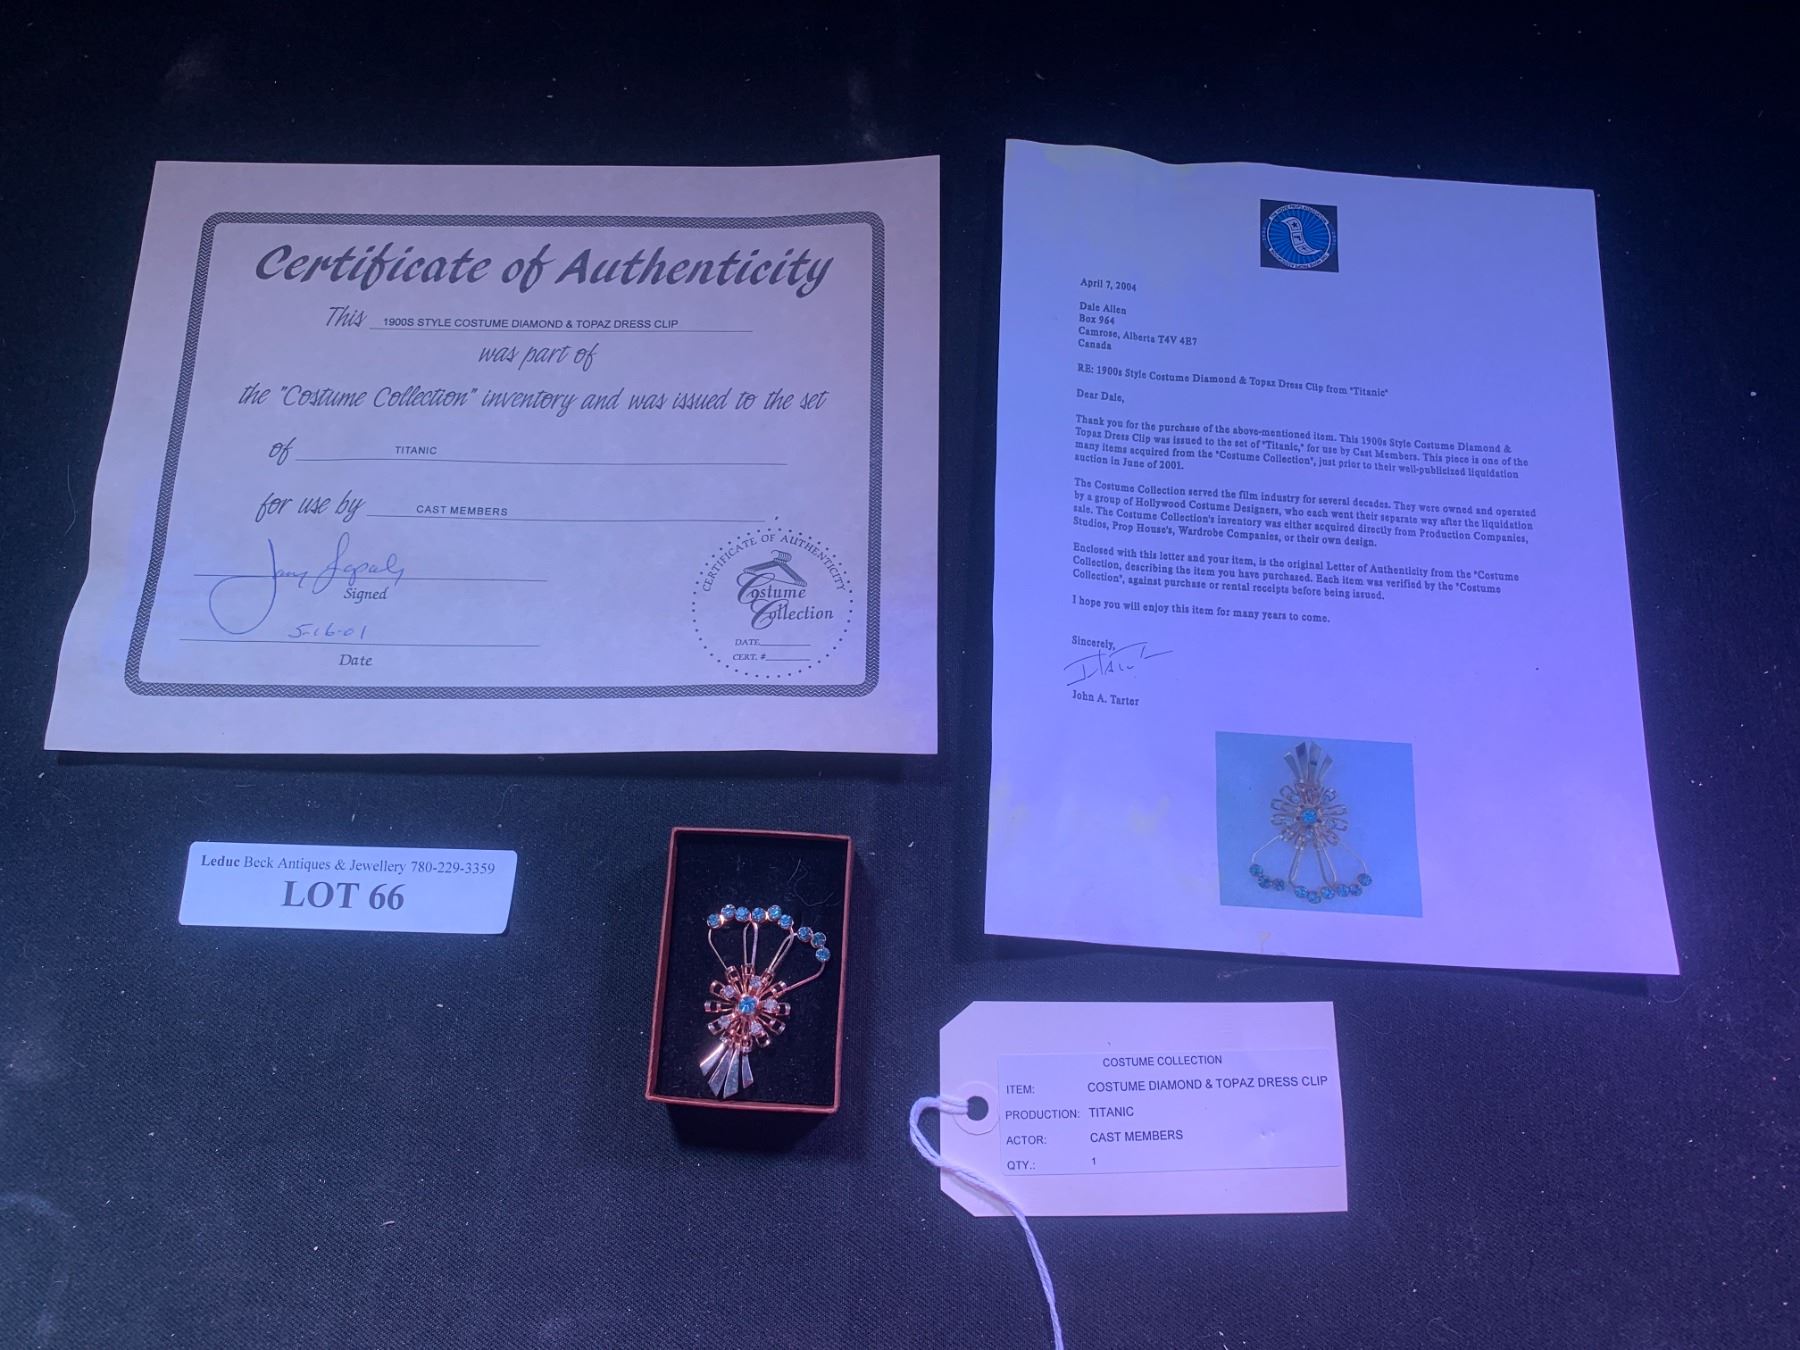 Certificate of Authenticity
This 1900S STYLE COSTUME DIAMOND & TOPAZ DRESS CLIP
was part of
the "Costume Collection" inventory and was issued to the set
of TITANIC
for use by CAST MEMBERS
Signed
5-16-01
Date
CERTIFICATE OF AUTHENTICITY
Costume
Collection
DATE
CERT. #
April 7, 2004
Dale Allen
Box 964
Camrose, Alberta T4V 4E7
Canada
RE: 1900s Style Costume Diamond & Topaz Dress Clip from "Titanic"
Dear Dale,
Thank you for the purchase of the above-mentioned item. This 1900s Style Costume Diamond &
Topaz Dress Clip was issued to the set of "Titanic," for use by Cast Members. This piece is one of the
many items acquired from the "Costume Collection", just prior to their well-publicized liquidation
auction in June of 2001.
The Costume Collection served the film industry for several decades. They were owned and operated
by a group of Hollywood Costume Designers, who each went their separate way after the liquidation
sale. The Costume Collection's inventory was either acquired directly from Production Companies,
Studios, Prop House's, Wardrobe Companies, or their own design.
Enclosed with this letter and your item, is the original Letter of Authenticity from the "Costume
Collection, describing the item you have purchased. Each item was verified by the "Costume
Collection", against purchase or rental receipts before being issued.
I hope you will enjoy this item for many years to come.
Sincerely,
John A. Tarter
Leduc Beck Antiques & Jewellery 780-229-3359
LOT 66
COSTUME COLLECTION
ITEM: COSTUME DIAMOND & TOPAZ DRESS CLIP
PRODUCTION: TITANIC
ACTOR: CAST MEMBERS
QTY.: 1